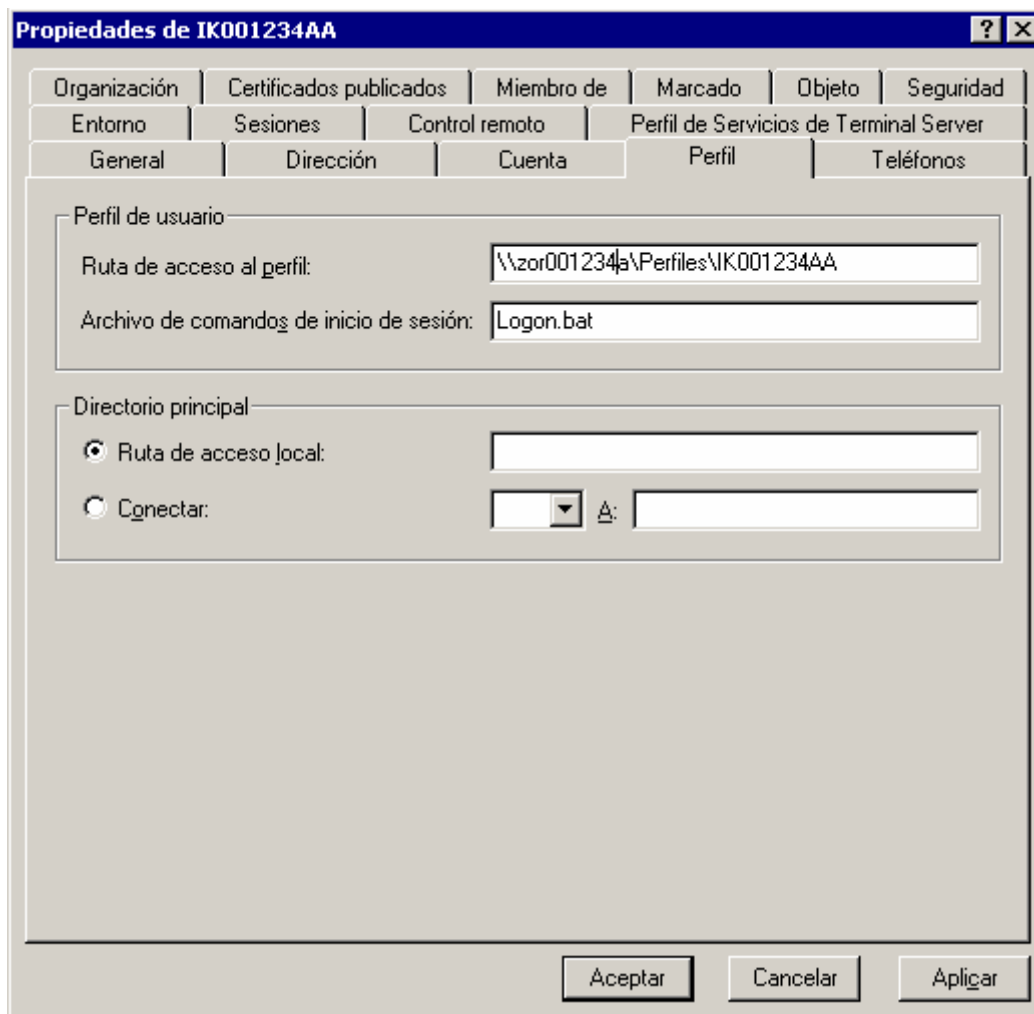 Propiedades de IK001234AA
Organización Certificados publicados Miembro de Marcado Objeto Seguridad
Entorno Sesiones Control remoto Perfil de Servicios de Terminal Server
General Dirección Cuenta Perfil Teléfonos
Perfil de usuario
Ruta de acceso al perfil: \\zor001234a\Perfiles\IK001234AA
Archivo de comandos de inicio de sesión: Logon.bat
Directorio principal
Ruta de acceso local:
Conectar: A:
Aceptar Cancelar Aplicar